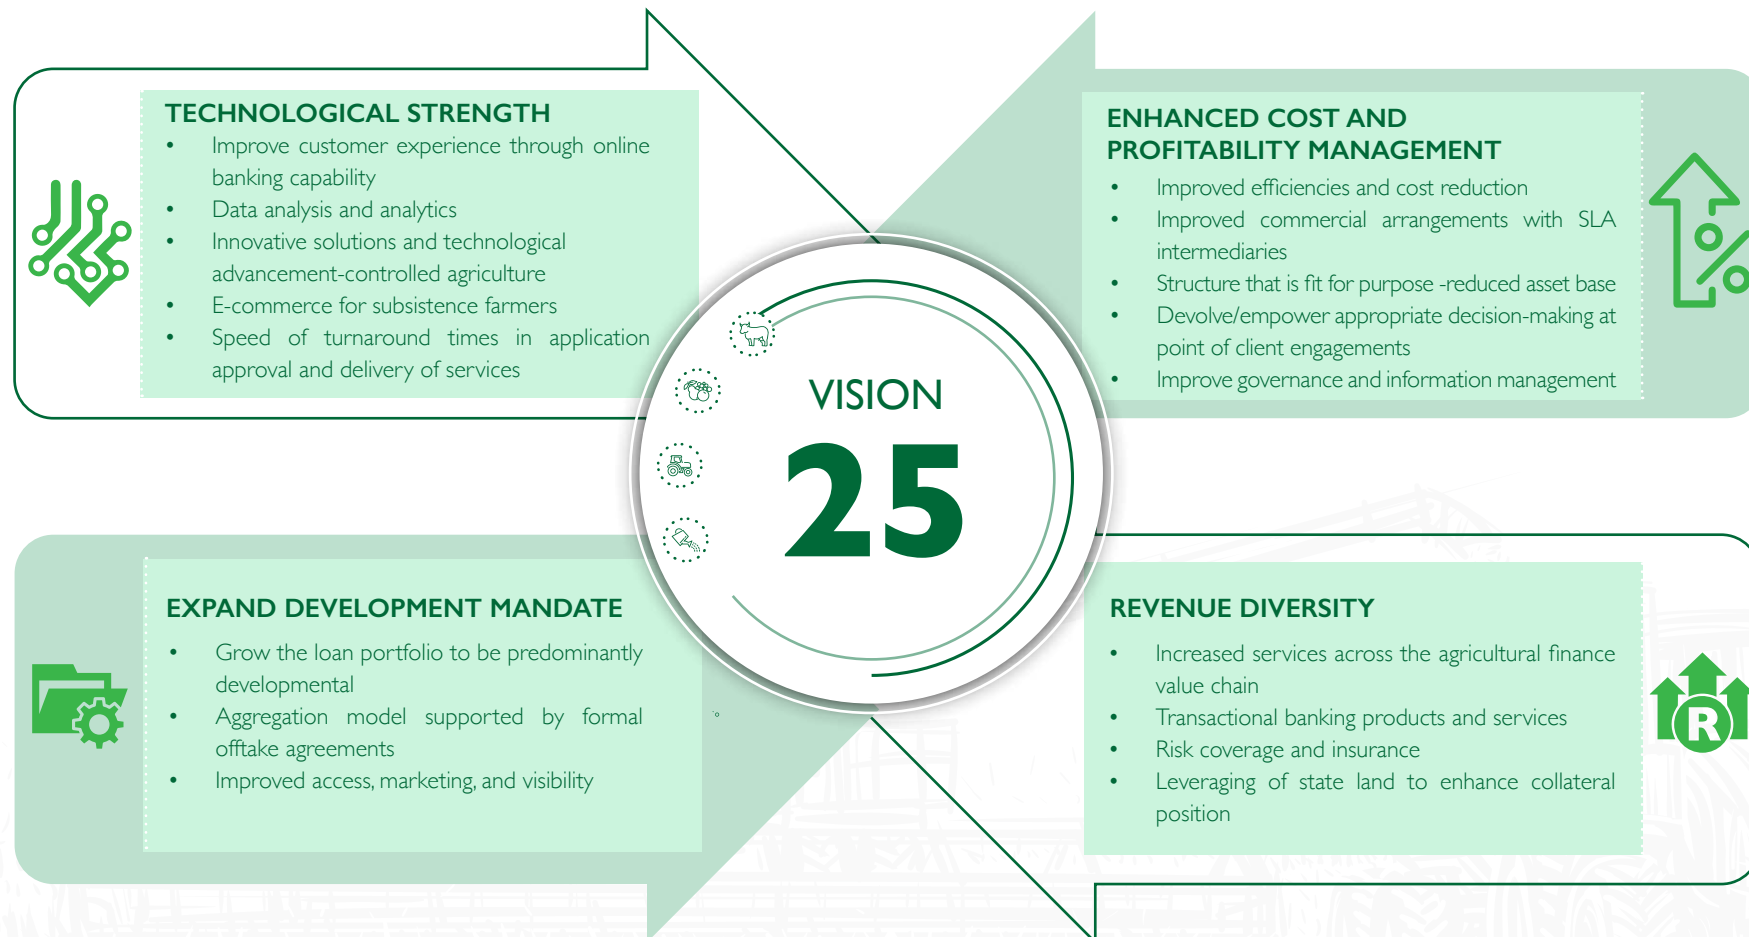 TECHNOLOGICAL STRENGTH
• Improve customer experience through online
banking capability
• Data analysis and analytics
• Innovative solutions and technological
advancement-controlled agriculture
• E-commerce for subsistence farmers
• Speed of turnaround times in application
approval and delivery of services
ENHANCED COST AND
PROFITABILITY MANAGEMENT
• Improved efficiencies and cost reduction
• Improved commercial arrangements with SLA
intermediaries
• Structure that is fit for purpose -reduced asset base
• Devolve/empower appropriate decision-making at
point of client engagements
• Improve governance and information management
%
VISION
25
EXPAND DEVELOPMENT MANDATE
• Grow the loan portfolio to be predominantly
developmental
• Aggregation model supported by formal
offtake agreements
• Improved access, marketing, and visibility
REVENUE DIVERSITY
• Increased services across the agricultural finance
value chain
• Transactional banking products and services
• Risk coverage and insurance
• Leveraging of state land to enhance collateral
position
R